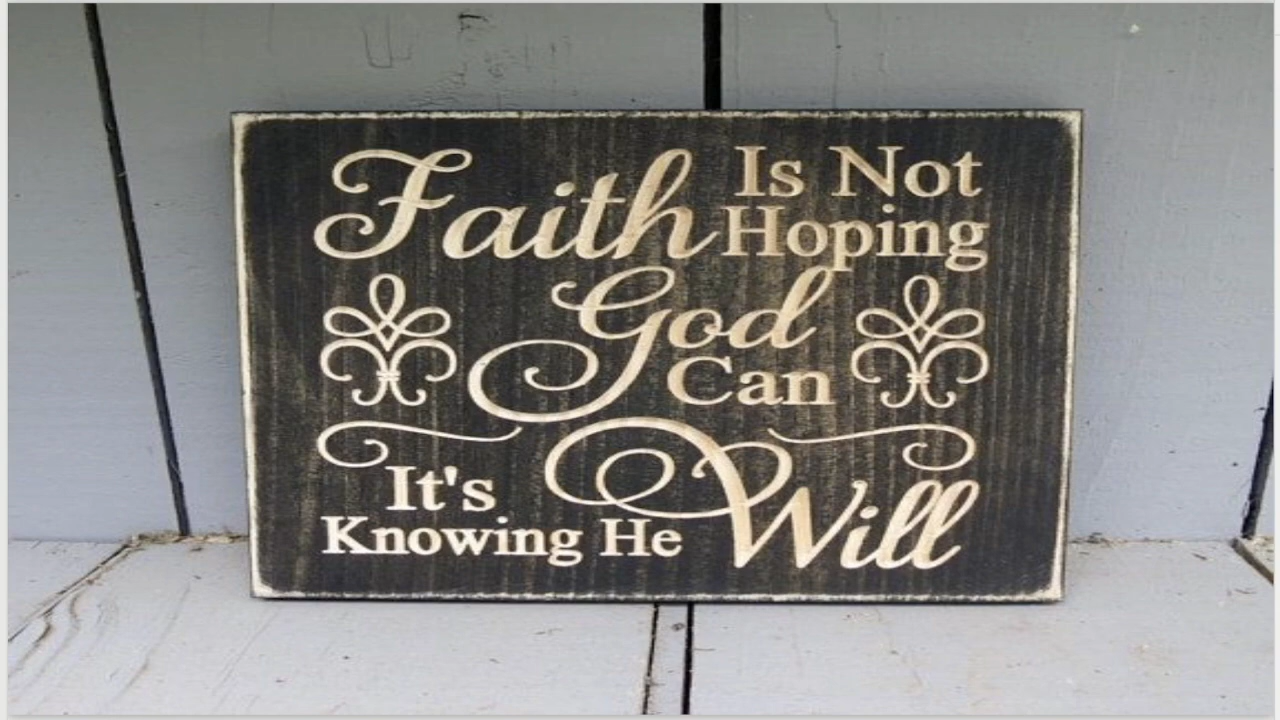 Faith Is Not
Hoping
God
Can
It's
Knowing He Will